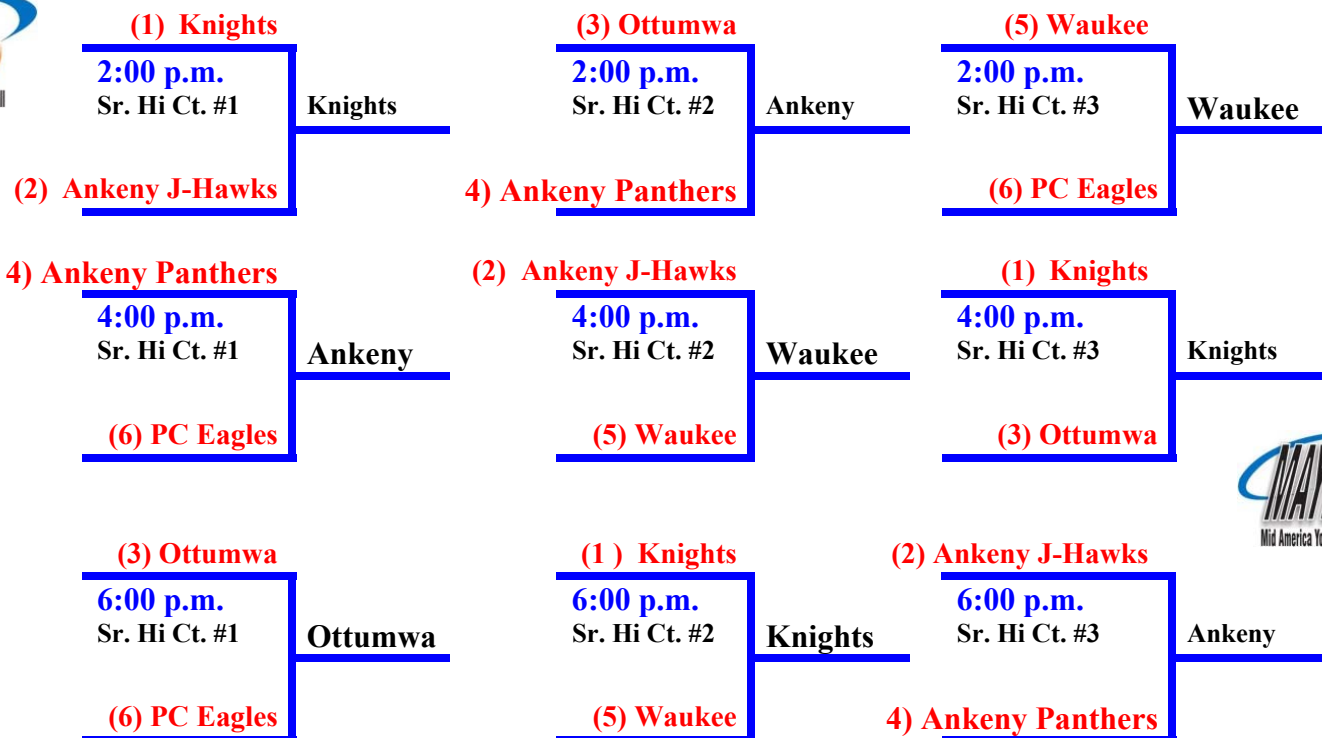 (1) Knights
2:00 p.m.
Sr. Hi Ct. #1
Knights
(2) Ankeny J-Hawks
(3) Ottumwa
2:00 p.m.
Sr. Hi Ct. #2
Ankeny
4) Ankeny Panthers
(5) Waukee
2:00 p.m.
Sr. Hi Ct. #3
Waukee
(6) PC Eagles
4) Ankeny Panthers
4:00 p.m.
Sr. Hi Ct. #1
Ankeny
(6) PC Eagles
(2) Ankeny J-Hawks
4:00 p.m.
Sr. Hi Ct. #2
Waukee
(5) Waukee
(1) Knights
4:00 p.m.
Sr. Hi Ct. #3
Knights
(3) Ottumwa
Mid America
(3) Ottumwa
6:00 p.m.
Sr. Hi Ct. #1
Ottumwa
(6) PC Eagles
(1 ) Knights
6:00 p.m.
Sr. Hi Ct. #2
Knights
(5) Waukee
(2) Ankeny J-Hawks
6:00 p.m.
Sr. Hi Ct. #3
Ankeny
4) Ankeny Panthers